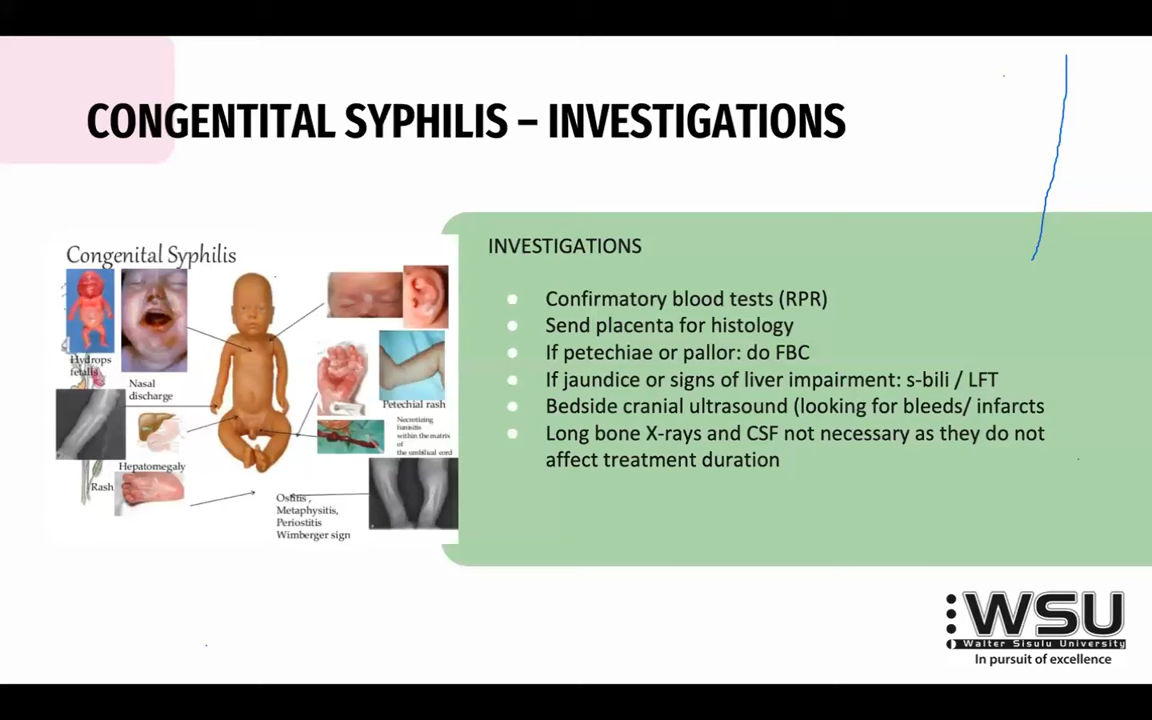 CONGENTITAL SYPHILIS – INVESTIGATIONS
Congenital Syphilis
Hydrops
fetalis
Nasal
discharge
Hepatomegaly
Rash
Petechial rash
Necrotizing
funisitis
within the matrix
of
the umbilical cord
Ostitis ,
Metaphysitis,
Periostitis
Wimberger sign
INVESTIGATIONS
Confirmatory blood tests (RPR)
Send placenta for histology
If petechiae or pallor: do FBC
If jaundice or signs of liver impairment: s-bili / LFT
Bedside cranial ultrasound (looking for bleeds/ infarcts
Long bone X-rays and CSF not necessary as they do not
affect treatment duration
WSU
Walter Sisulu University
In pursuit of excellence